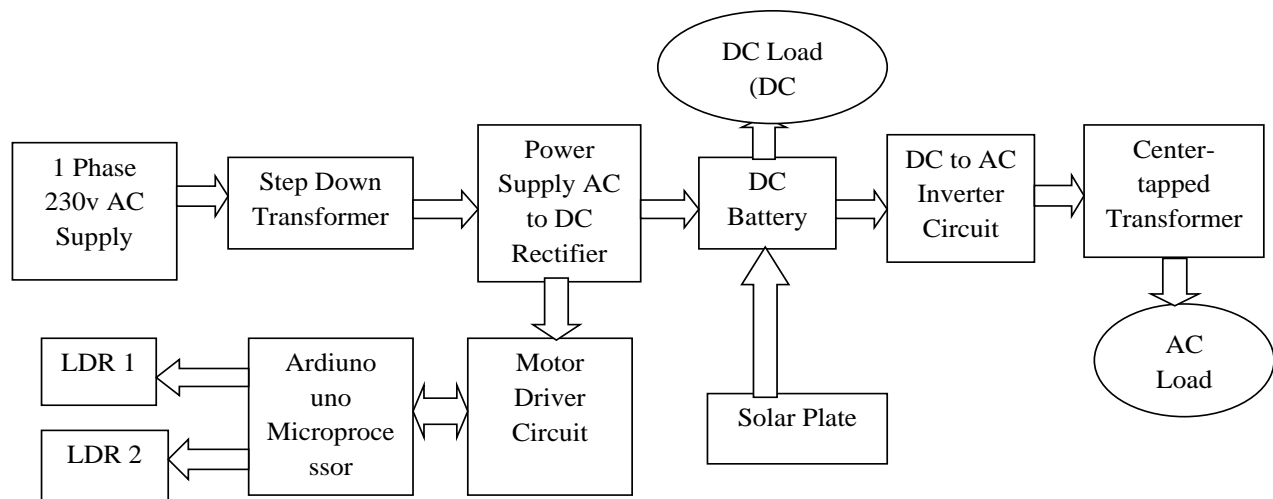 DC Load
(DC
1 Phase
230v AC
Supply
Step Down
Transformer
Power
Supply AC
to DC
Rectifier
DC
Battery
DC to AC
Inverter
Circuit
Center-
tapped
Transformer
LDR 1
LDR 2
Ardiuno
uno
Microproce
ssor
Motor
Driver
Circuit
Solar Plate
AC
Load